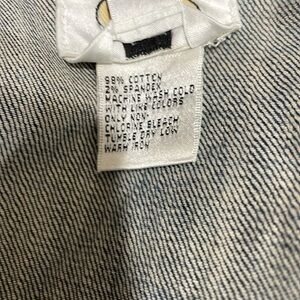 98% COTTON
2% SPANDEX
MACHINE WASH COLD
WITH LIKE COLORS
ONLY NON-
CHLORINE BLEACH
TUMBLE DRY LOW
WARM IRON